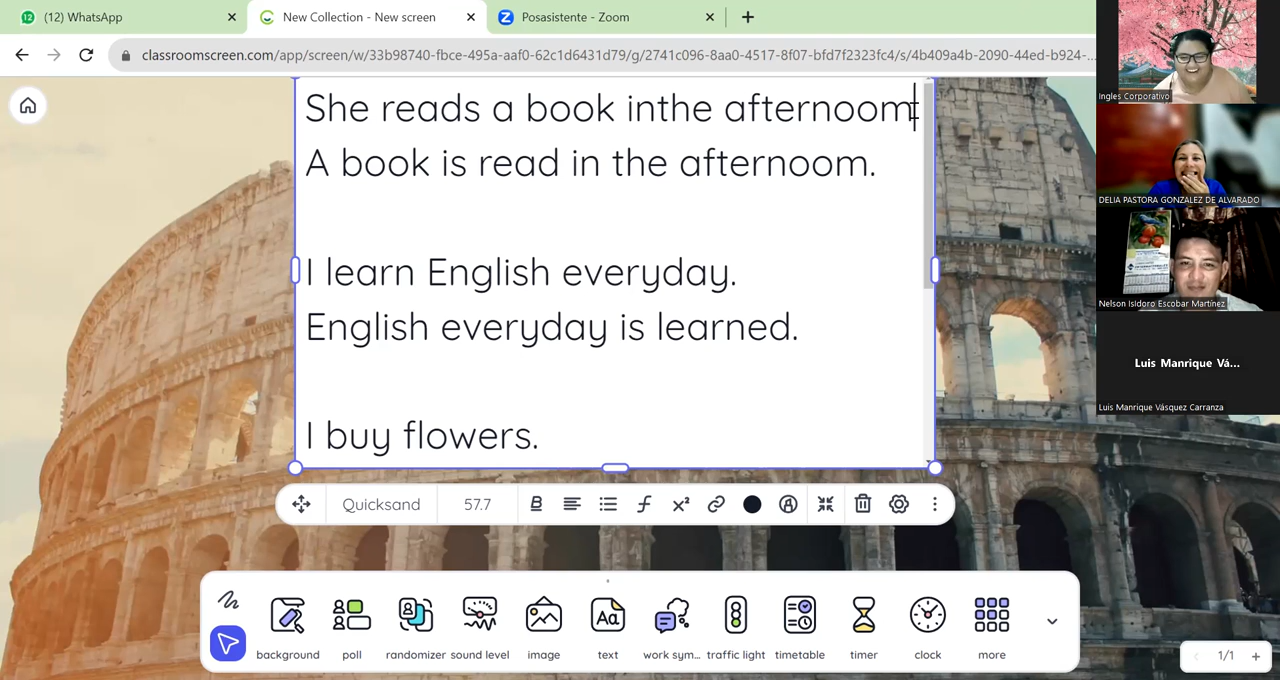 12
(12) WhatsApp
New Collection - New screen
Posasistente - Zoom
classroomscreen.com/app/screen/w/33b98740-fbce-495a-aaf0-62c1d6431d79/g/2741c096-8aa0-4517-8f07-bfd7f2323fc4/s/4b409a4b-2090-44ed-b924-...
She reads a book inthe afternoom
A book is read in the afternoom.
I learn English everyday.
English everyday is learned.
I buy flowers.
Quicksand 57.7
background poll randomizer sound level image text work sym... traffic light timetable timer clock more
1/1
Ingles Corporativo
DELIA PASTORA GONZALEZ DE ALVARADO
Nelson Isidoro Escobar Martínez
Luis Manrique Vá...
Luis Manrique Vásquez Carranza